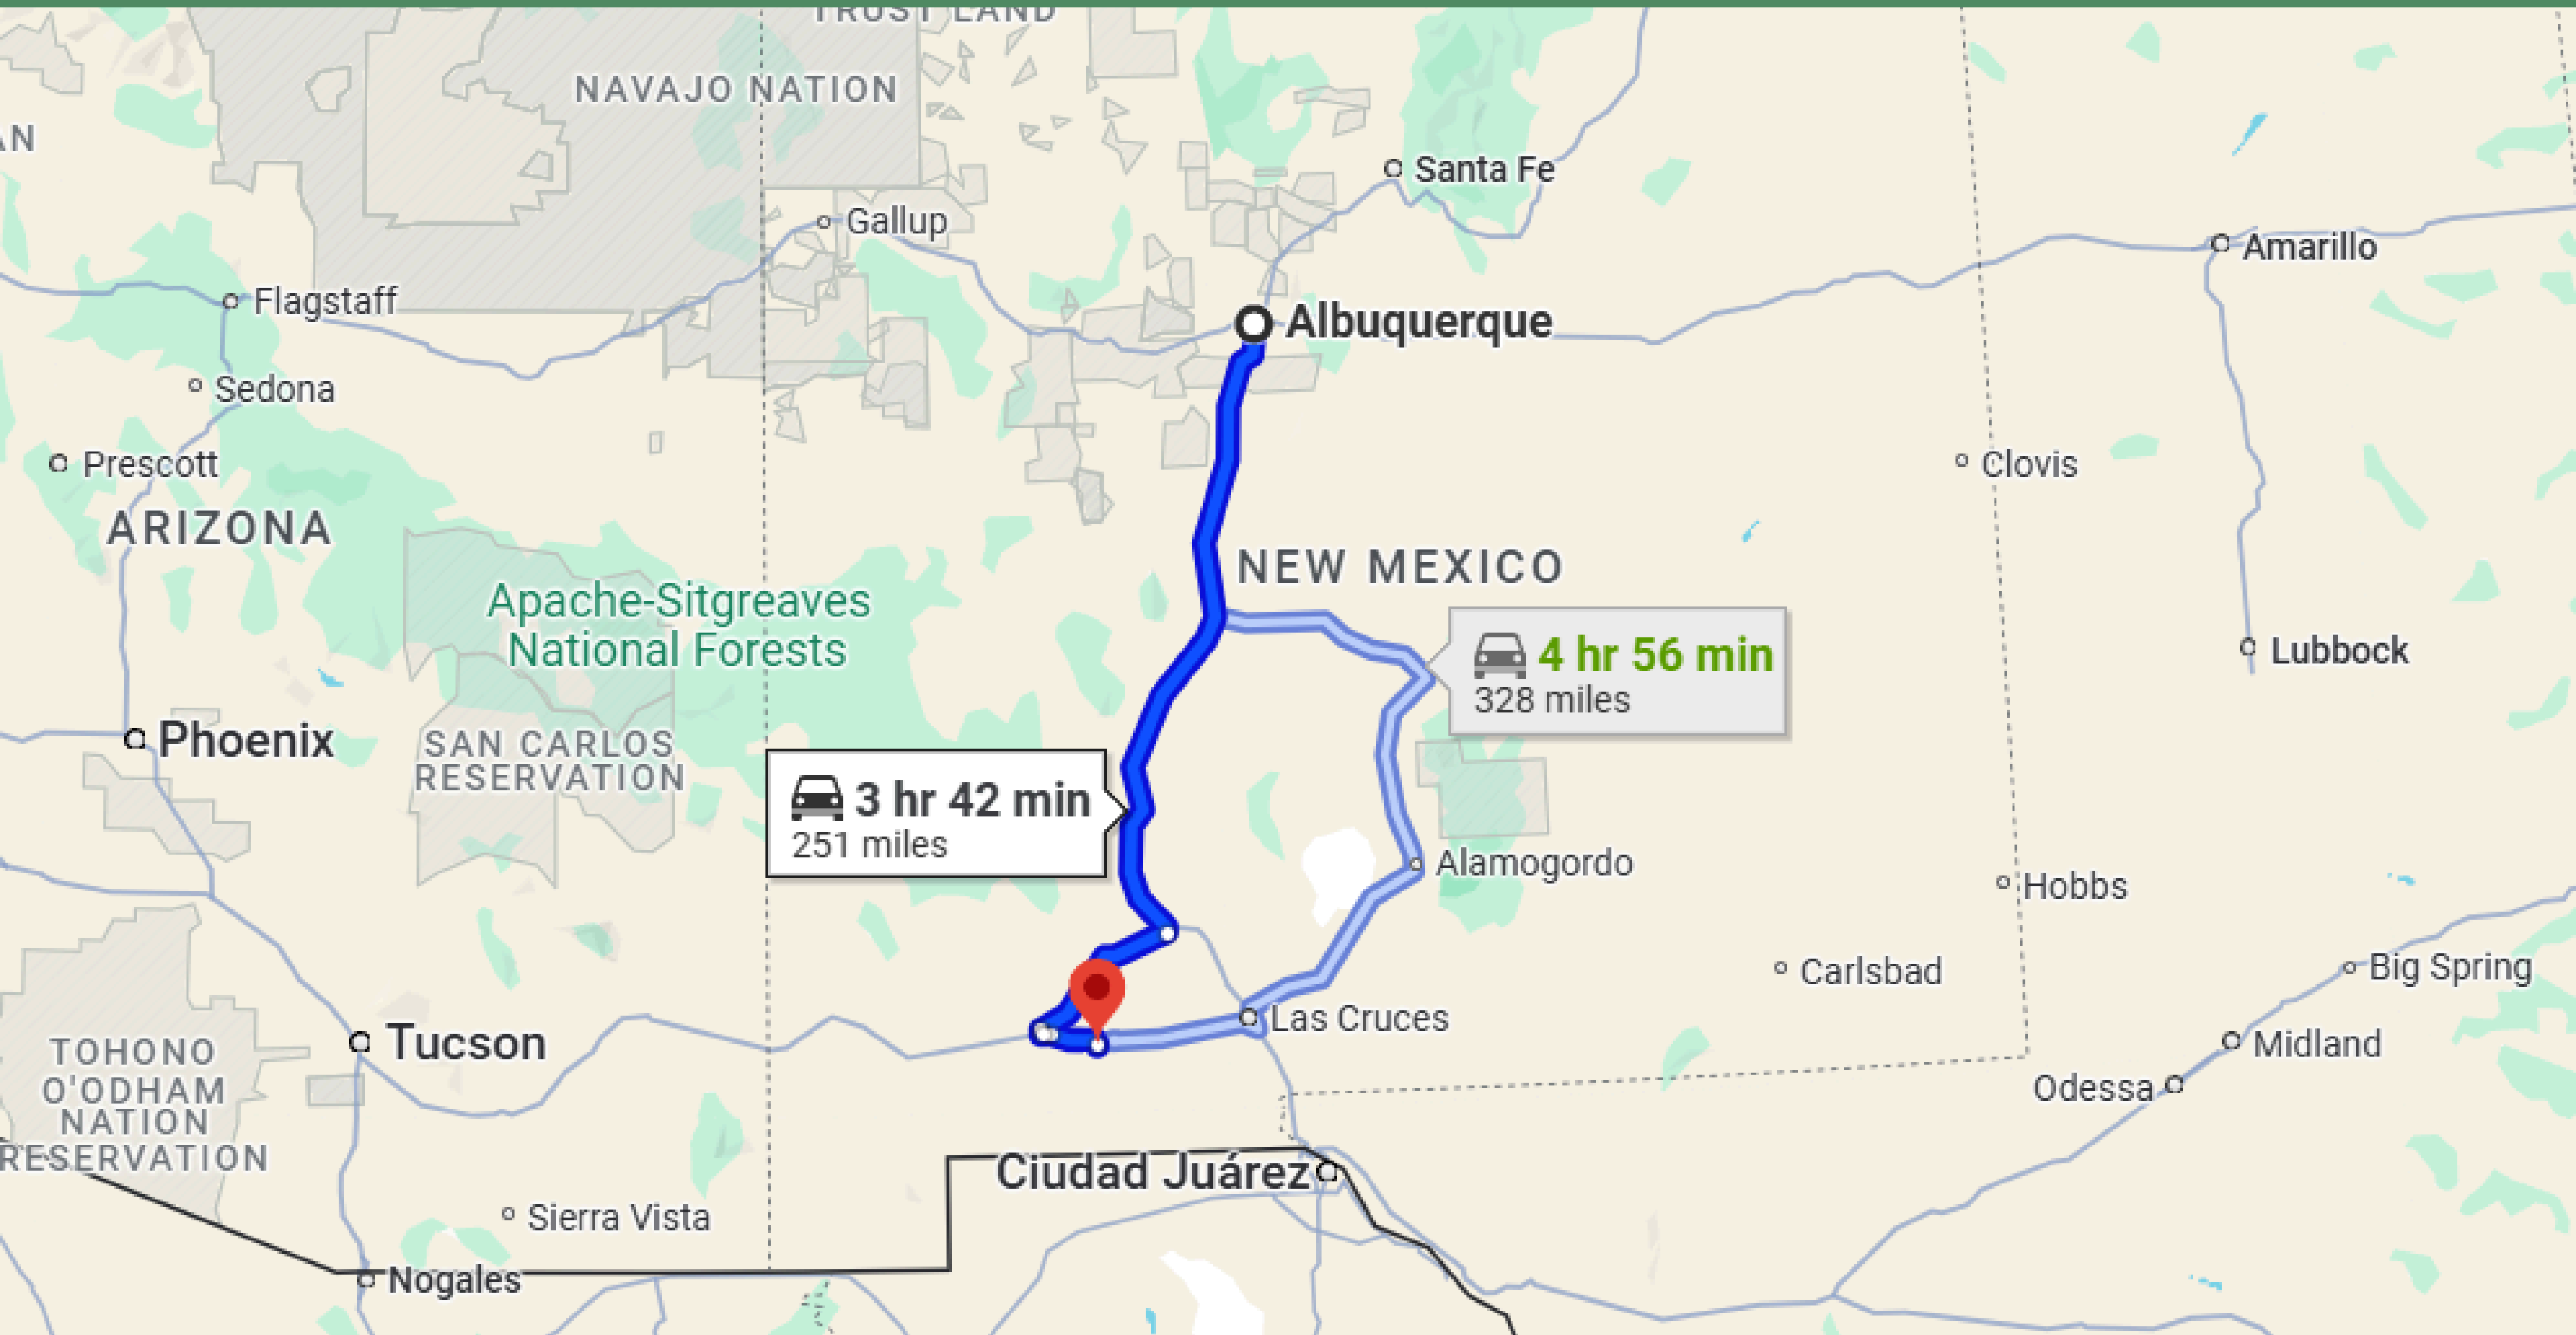 TRUST LAND
NAVAJO NATION
AN
Santa Fe
Gallup
Amarillo
Flagstaff
Albuquerque
Sedona
Prescott
Clovis
ARIZONA
NEW MEXICO
Apache-Sitgreaves
National Forests
4 hr 56 min
328 miles
Lubbock
Phoenix
SAN CARLOS
RESERVATION
3 hr 42 min
251 miles
Alamogordo
Hobbs
Carlsbad
Big Spring
Las Cruces
Tucson
Midland
TOHONO
O'ODHAM
NATION
RESERVATION
Odessa
Ciudad Juárez
Sierra Vista
Nogales